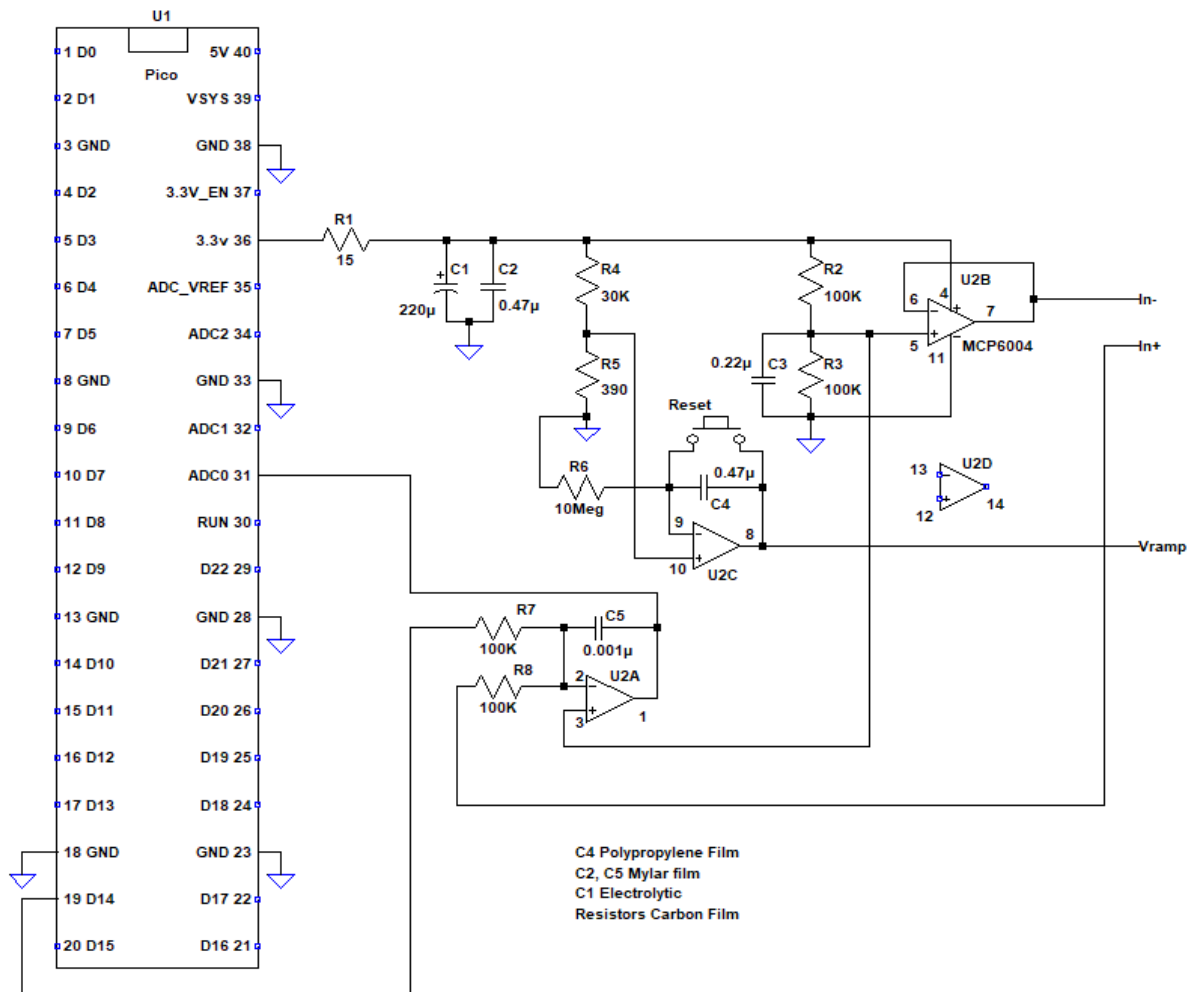 U1
Pico
1 D0
5V 40
2 D1
VSYS 39
3 GND
GND 38
4 D2
3.3V_EN 37
5 D3
3.3v 36
6 D4
ADC_VREF 35
7 D5
ADC2 34
8 GND
GND 33
9 D6
ADC1 32
10 D7
ADC0 31
11 D8
RUN 30
12 D9
D22 29
13 GND
GND 28
14 D10
D21 27
15 D11
D20 26
16 D12
D19 25
17 D13
D18 24
18 GND
GND 23
19 D14
D17 22
20 D15
D16 21
R1
15
+
C1
220µ
C2
0.47µ
R4
30K
R5
390
R2
100K
R3
100K
0.22µ
C3
U2B
6
4
7
5
11
MCP6004
In-
In+
Reset
R6
10Meg
0.47µ
C4
9
10
8
U2C
13
12
14
U2D
Vramp
R7
100K
C5
0.001µ
R8
100K
2
3
1
U2A
C4 Polypropylene Film
C2, C5 Mylar film
C1 Electrolytic
Resistors Carbon Film